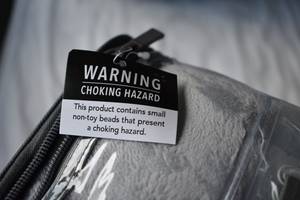 WARNING
CHOKING HAZARD
This product contains small
non-toy beads that present
a choking hazard.